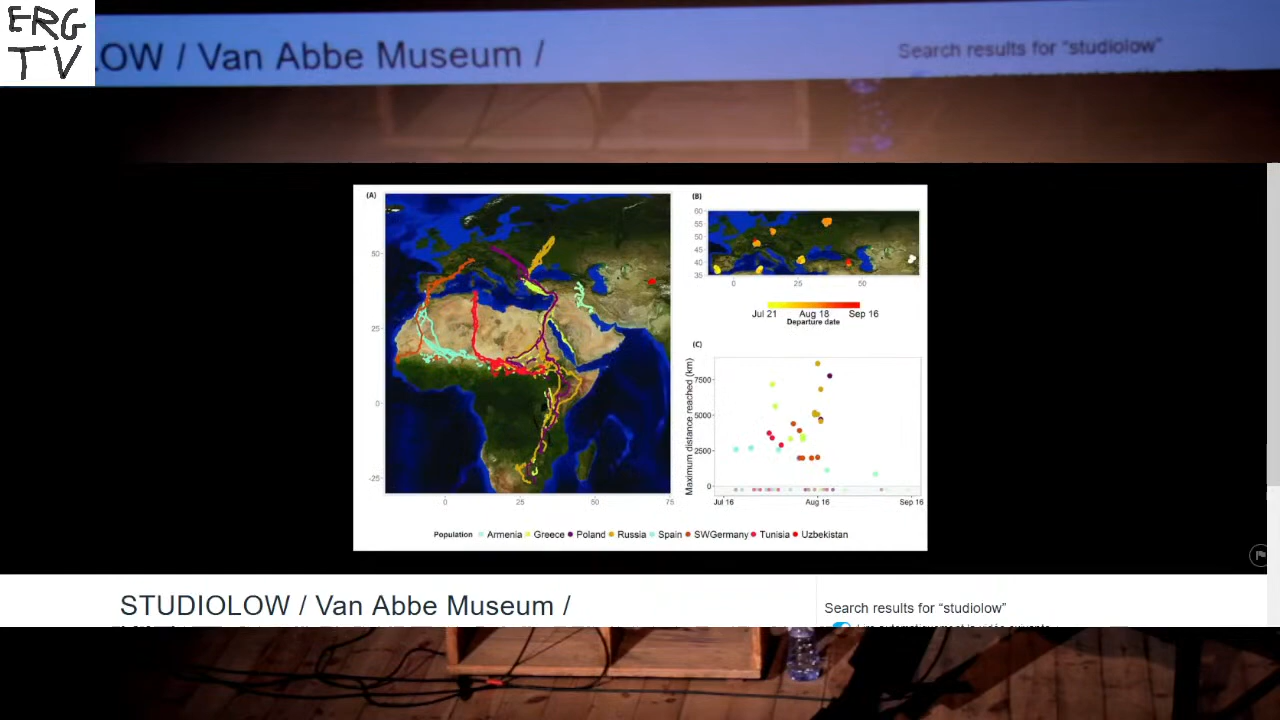 ERG
TV
LOW / Van Abbe Museum /
Search results for “studiolow”
(A)
50
25
0
-25
0
25
50
75
(B)
60
55
50
45
40
35
0
25
50
Jul 21
Aug 18
Sep 16
Departure date
(C)
Maximum distance reached (km)
7500
5000
2500
0
Jul 16
Aug 16
Sep 16
Population
Armenia
Greece
Poland
Russia
Spain
SWGermany
Tunisia
Uzbekistan
STUDIOLOW / Van Abbe Museum /
Search results for “studiolow”